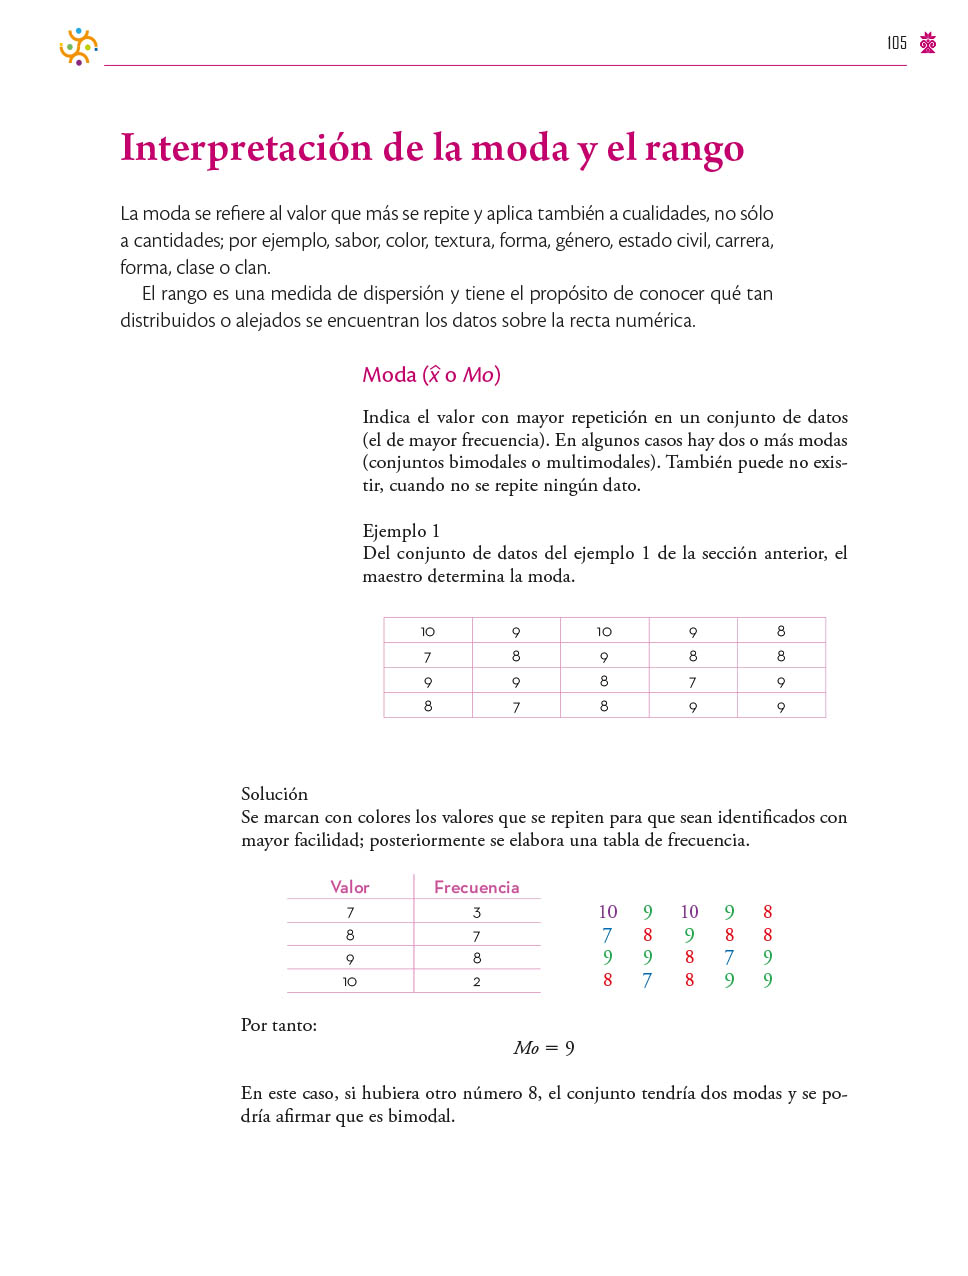 105
Interpretación de la moda y el rango
La moda se refiere al valor que más se repite y aplica también a cualidades, no sólo
a cantidades; por ejemplo, sabor, color, textura, forma, género, estado civil, carrera,
forma, clase o clan.
El rango es una medida de dispersión y tiene el propósito de conocer qué tan
distribuidos o alejados se encuentran los datos sobre la recta numérica.
Moda (x̂ o Mo)
Indica el valor con mayor repetición en un conjunto de datos
(el de mayor frecuencia). En algunos casos hay dos o más modas
(conjuntos bimodales o multimodales). También puede no exis-
tir, cuando no se repite ningún dato.
Ejemplo 1
Del conjunto de datos del ejemplo 1 de la sección anterior, el
maestro determina la moda.
10 9 10 9 8
7 8 9 8 8
9 9 8 7 9
8 7 8 9 9
Solución
Se marcan con colores los valores que se repiten para que sean identificados con
mayor facilidad; posteriormente se elabora una tabla de frecuencia.
Valor Frecuencia
7 3
8 7
9 8
10 2
10 9 10 9 8
7 8 9 8 8
9 9 8 7 9
8 7 8 9 9
Por tanto:
Mo = 9
En este caso, si hubiera otro número 8, el conjunto tendría dos modas y se po-
dría afirmar que es bimodal.